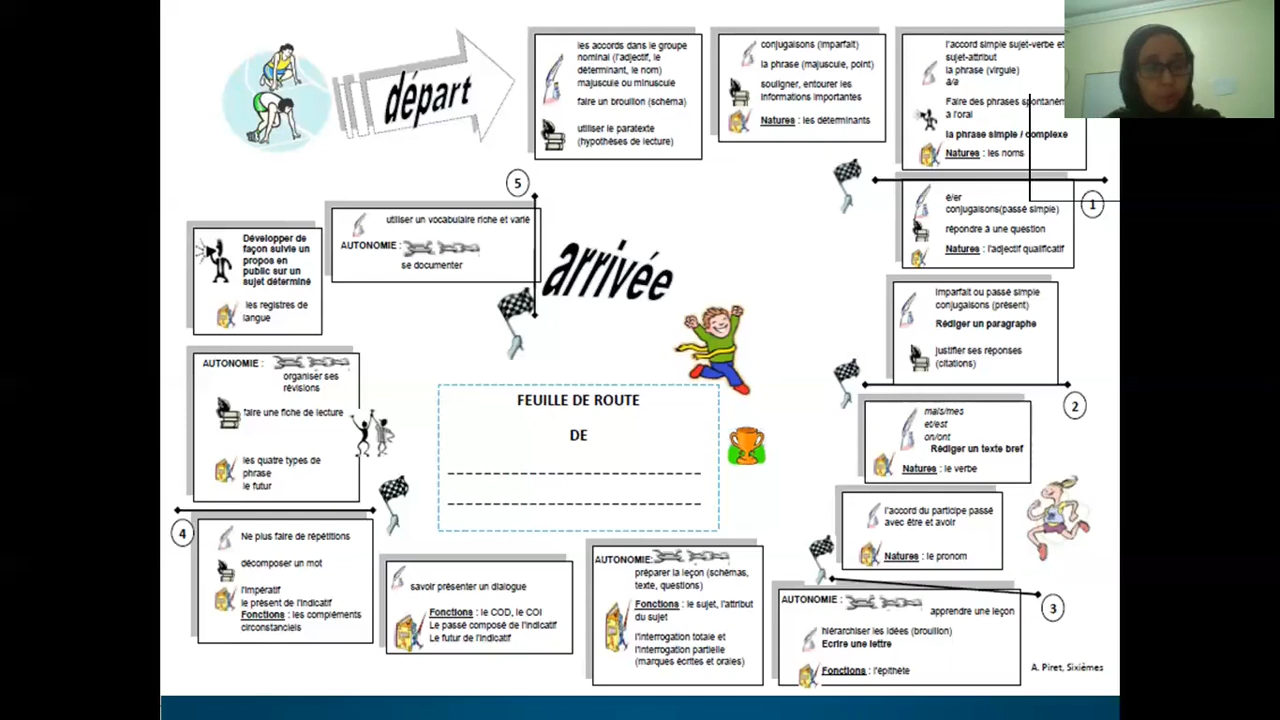 départ
les accords dans le groupe
nominal (l'adjectif, le
déterminant, le nom)
majuscule ou minuscule
faire un brouillon (schéma)
utiliser le paratexte
(hypothèses de lecture)
conjugaisons (imparfait)
la phrase (majuscule, point)
souligner, entourer les
informations importantes
Natures : les déterminants
l'accord simple sujet-verbe et
sujet-attribut
la phrase (virgule)
a/e
Faire des phrases
à l'oral
la phrase simple / complexe
Natures : les noms
1
é/er
conjugaisons(passé simple)
répondre à une question
Natures : l'adjectif qualificatif
imparfait ou passé simple
conjugaisons (présent)
Rédiger un paragraphe
justifier ses réponses
(citations)
2
mais/mes
et/est
on/ont
Rédiger un texte bref
Natures : le verbe
l'accord du participe passé
avec être et avoir
Natures : le pronom
3
AUTONOMIE :
apprendre une leçon
hiérarchiser les idées (brouillon)
Ecrire une lettre
Fonctions : l'épithète
A. Piret, Sixièmes
AUTONOMIE:
préparer la leçon (schémas,
texte, questions)
Fonctions : le sujet, l'attribut
du sujet
l'interrogation totale et
l'interrogation partielle
(marques écrites et orales)
savoir présenter un dialogue
Fonctions : le COD, le COI
Le passé composé de l'indicatif
Le futur de l'indicatif
Ne plus faire de répétitions
décomposer un mot
l'impératif
le présent de l'indicatif
Fonctions : les compléments
circonstanciels
4
AUTONOMIE :
organiser ses
révisions
faire une fiche de lecture
les quatre types de
phrase
le futur
Développer de
façon suivie un
propos en
public sur un
sujet déterminé
les registres de
langue
utiliser un vocabulaire riche et varié
AUTONOMIE :
se documenter
5
arrivée
FEUILLE DE ROUTE
DE